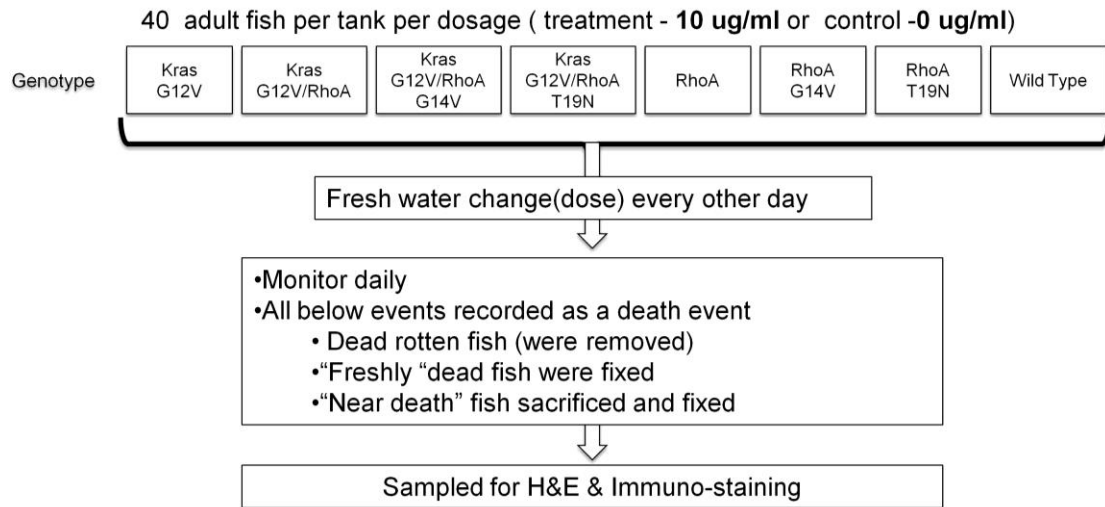 40 adult fish per tank per dosage ( treatment - 10 ug/ml or control -0 ug/ml)
Genotype
Kras
G12V
Kras
G12V/RhoA
Kras
G12V/RhoA
G14V
Kras
G12V/RhoA
T19N
RhoA
RhoA
G14V
RhoA
T19N
Wild Type
Fresh water change(dose) every other day
•Monitor daily
•All below events recorded as a death event
• Dead rotten fish (were removed)
•“Freshly “dead fish were fixed
•“Near death” fish sacrificed and fixed
Sampled for H&E & Immuno-staining